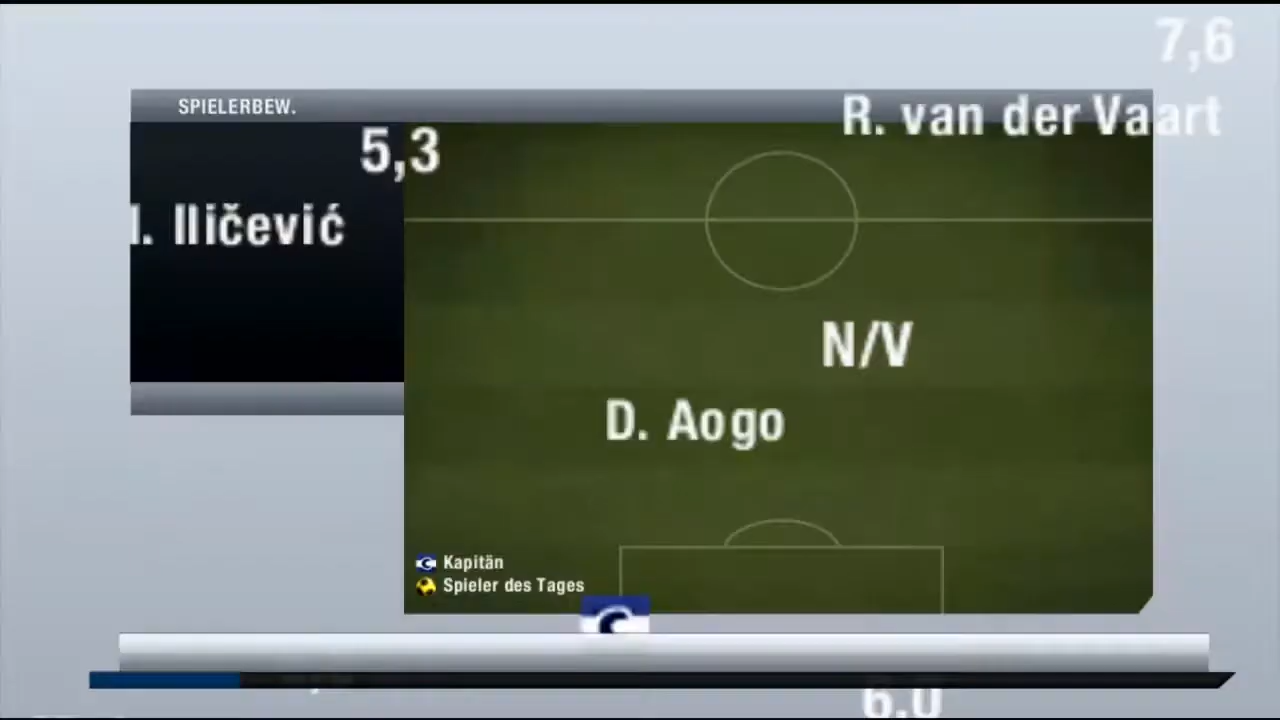 7,6
SPIELERBEW.
R. van der Vaart
5,3
I. Iličević
N/V
D. Aogo
Kapitän
Spieler des Tages
C
6,0